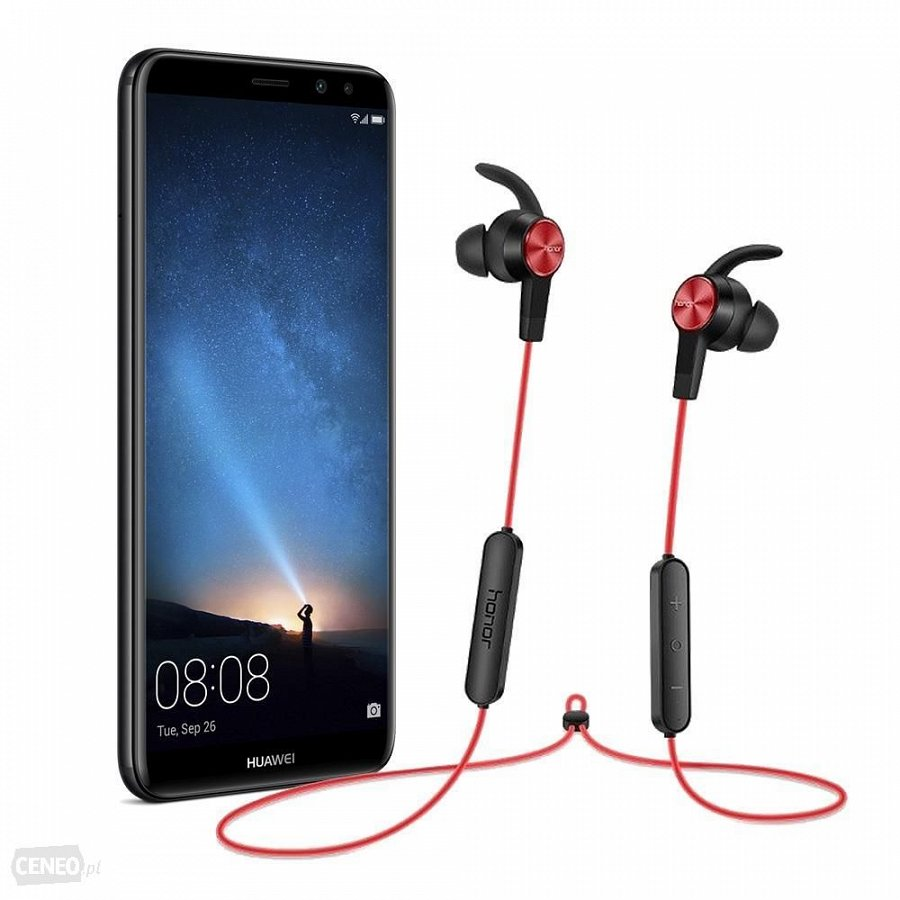 08:08
Tue, Sep 26
HUAWEI
honor
honor
honor
CENEO.pl